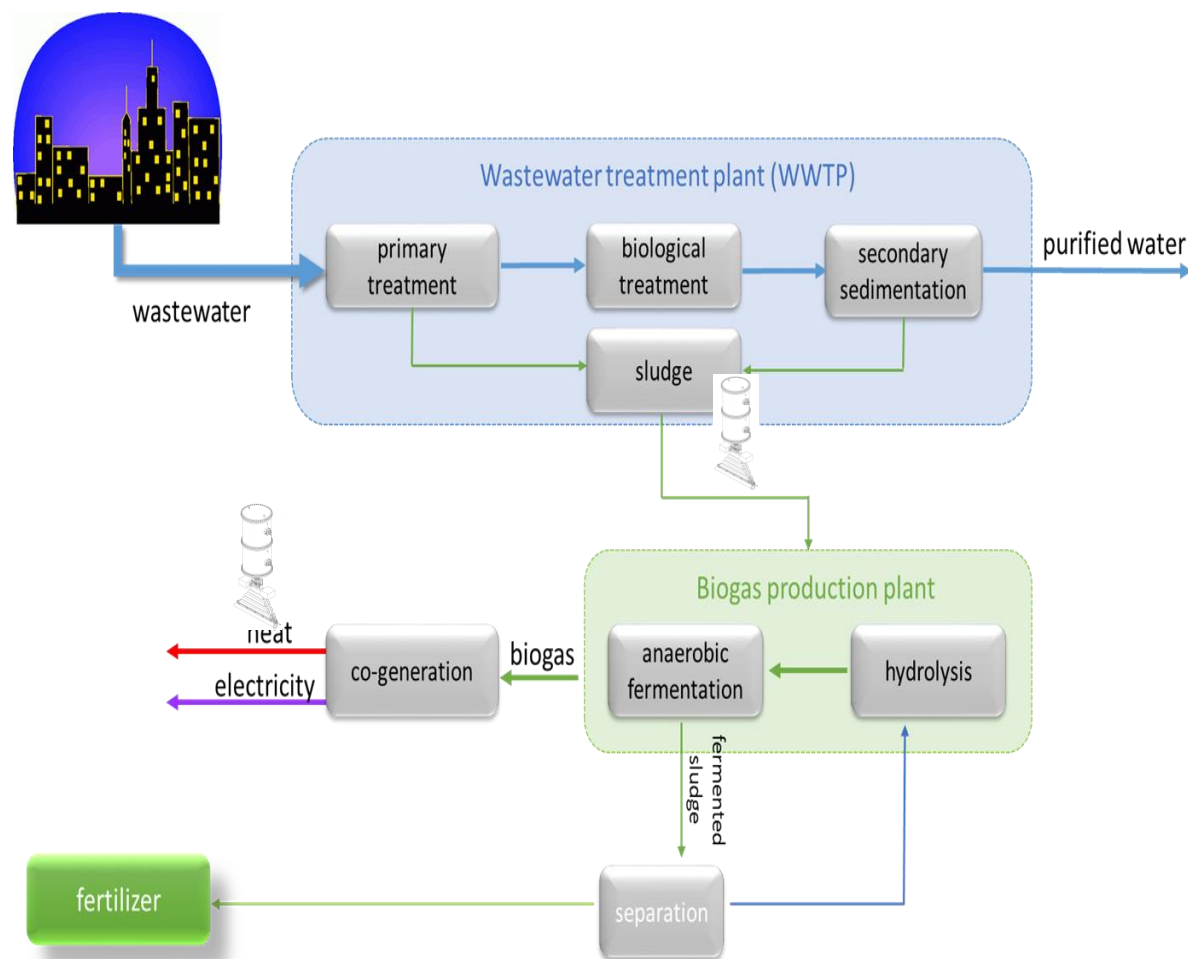 Wastewater treatment plant (WWTP)
primary
treatment
biological
treatment
secondary
sedimentation
purified water
wastewater
sludge
Biogas production plant
heat
electricity
co-generation
biogas
anaerobic
fermentation
hydrolysis
fermented
sludge
fertilizer
separation